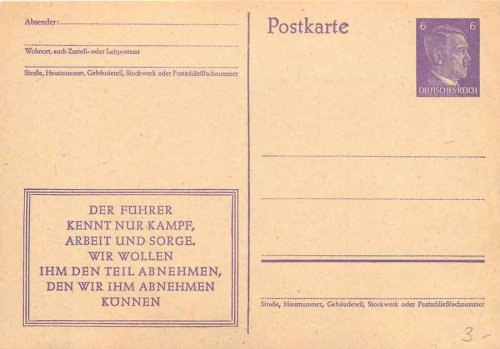 Absender:
Wohnort, auch Zustell- oder Leitpostamt
Straße, Hausnummer, Gebäudeteil, Stockwerk oder Postschließfachnummer
DER FÜHRER
KENNT NUR KAMPF,
ARBEIT UND SORGE.
WIR WOLLEN
IHM DEN TEIL ABNEHMEN,
DEN WIR IHM ABNEHMEN
KÖNNEN
Postkarte
6 6
DEUTSCHES REICH
Straße, Hausnummer, Gebäudeteil, Stockwerk oder Postschließfachnummer
3.-